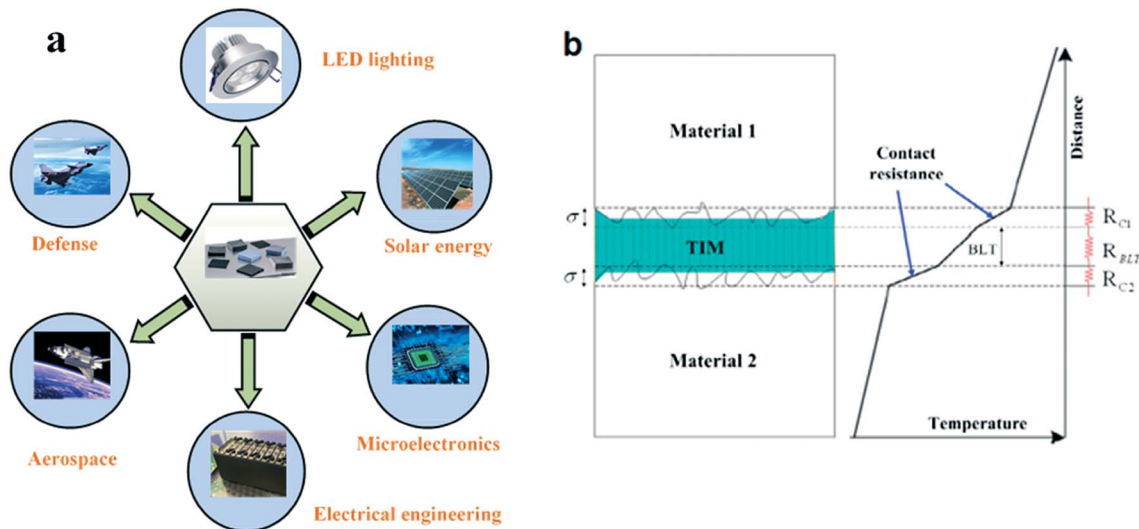 a
LED lighting
Defense
Solar energy
Aerospace
Microelectronics
Electrical engineering
b
Material 1
Contact
resistance
σ
TIM
σ
Material 2
BLT
Distance
Temperature
R_C1
R_BLT
R_C2